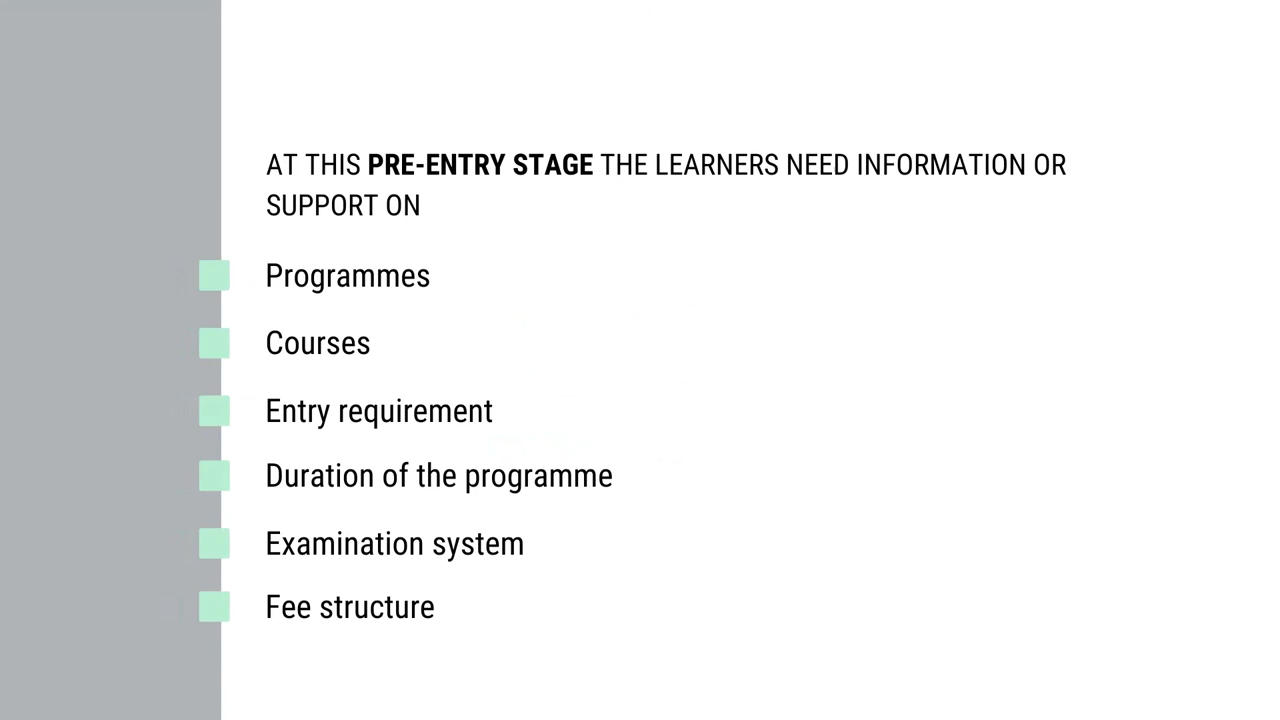 AT THIS PRE-ENTRY STAGE THE LEARNERS NEED INFORMATION OR
SUPPORT ON
Programmes
Courses
Entry requirement
Duration of the programme
Examination system
Fee structure